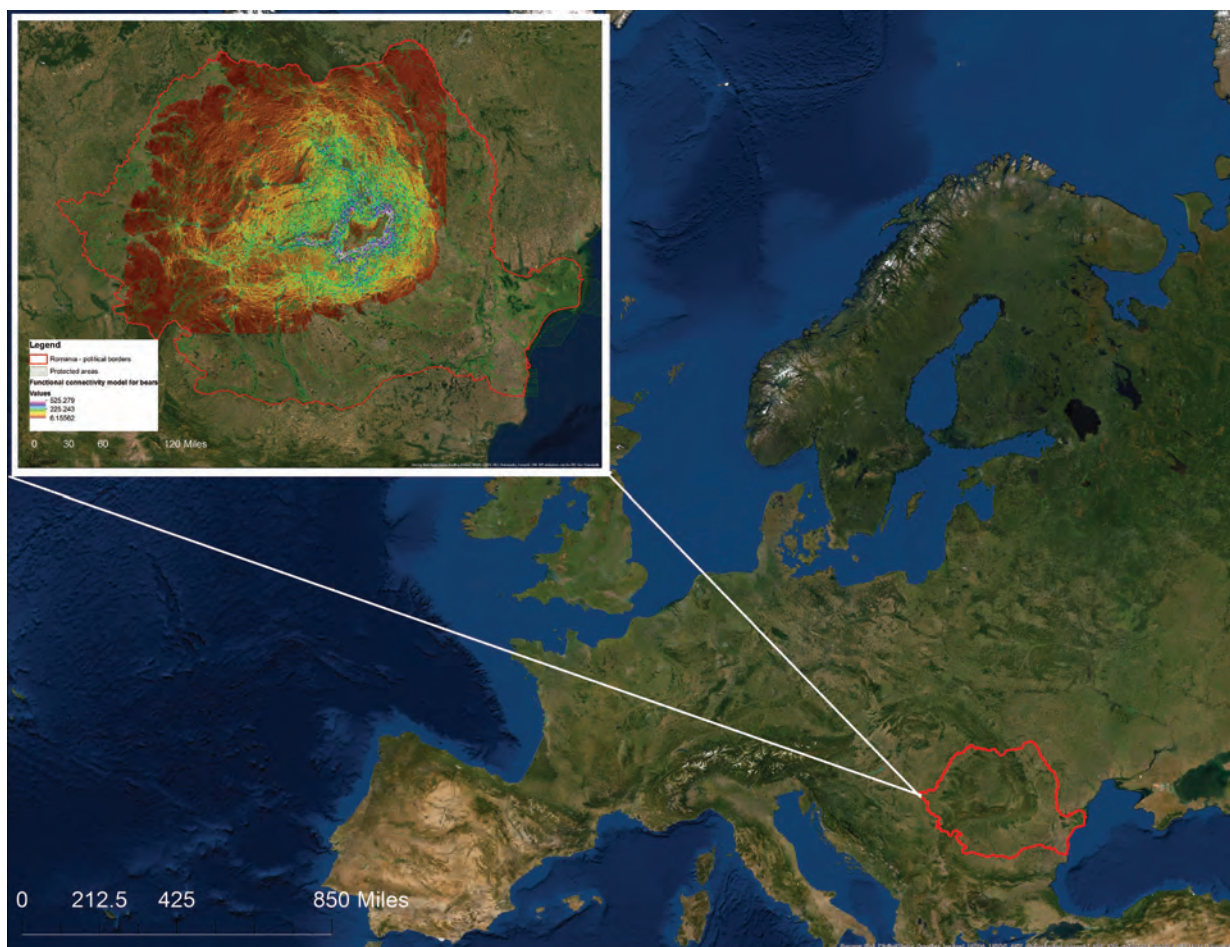 Legend
Romania - political borders
Protected areas
Functional connectivity model for bears
Values
525.279
225.243
6.15562
0 30 60 120 Miles
0 212.5 425 850 Miles